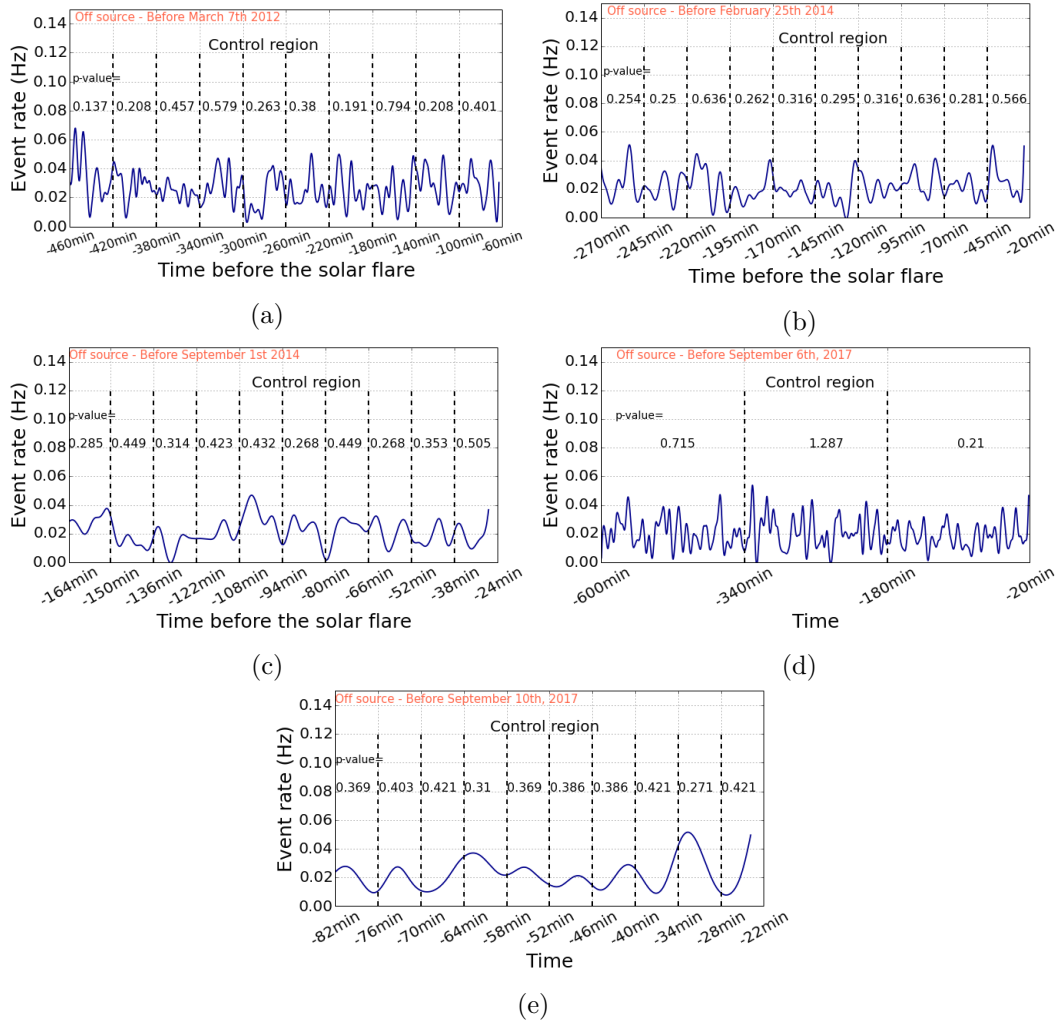 Off source - Before March 7th 2012
Control region
p-value=
0.137 0.208 0.457 0.579 0.263 0.38 0.191 0.794 0.208 0.401
Event rate (Hz)
0.14
0.12
0.10
0.08
0.06
0.04
0.02
0.00
-460min -420min -380min -340min -300min -260min -220min -180min -140min -100min -60min
Time before the solar flare
(a)
Off source - Before February 25th 2014
Control region
p-value=
0.254 0.25 0.636 0.262 0.316 0.295 0.316 0.636 0.281 0.566
Event rate (Hz)
0.14
0.12
0.10
0.08
0.06
0.04
0.02
0.00
-270min -245min -220min -195min -170min -145min -120min -95min -70min -45min -20min
Time before the solar flare
(b)
Off source - Before September 1st 2014
Control region
p-value=
0.285 0.449 0.314 0.423 0.432 0.268 0.449 0.268 0.353 0.505
Event rate (Hz)
0.14
0.12
0.10
0.08
0.06
0.04
0.02
0.00
-164min -150min -136min -122min -108min -94min -80min -66min -52min -38min -24min
Time before the solar flare
(c)
Off source - Before September 6th, 2017
Control region
p-value=
0.715 1.287 0.21
Event rate (Hz)
0.14
0.12
0.10
0.08
0.06
0.04
0.02
0.00
-600min -340min -180min -20min
Time
(d)
Off source - Before September 10th, 2017
Control region
p-value=
0.369 0.403 0.421 0.31 0.369 0.386 0.386 0.421 0.271 0.421
Event rate (Hz)
0.14
0.12
0.10
0.08
0.06
0.04
0.02
0.00
-82min -76min -70min -64min -58min -52min -46min -40min -34min -28min -22min
Time
(e)